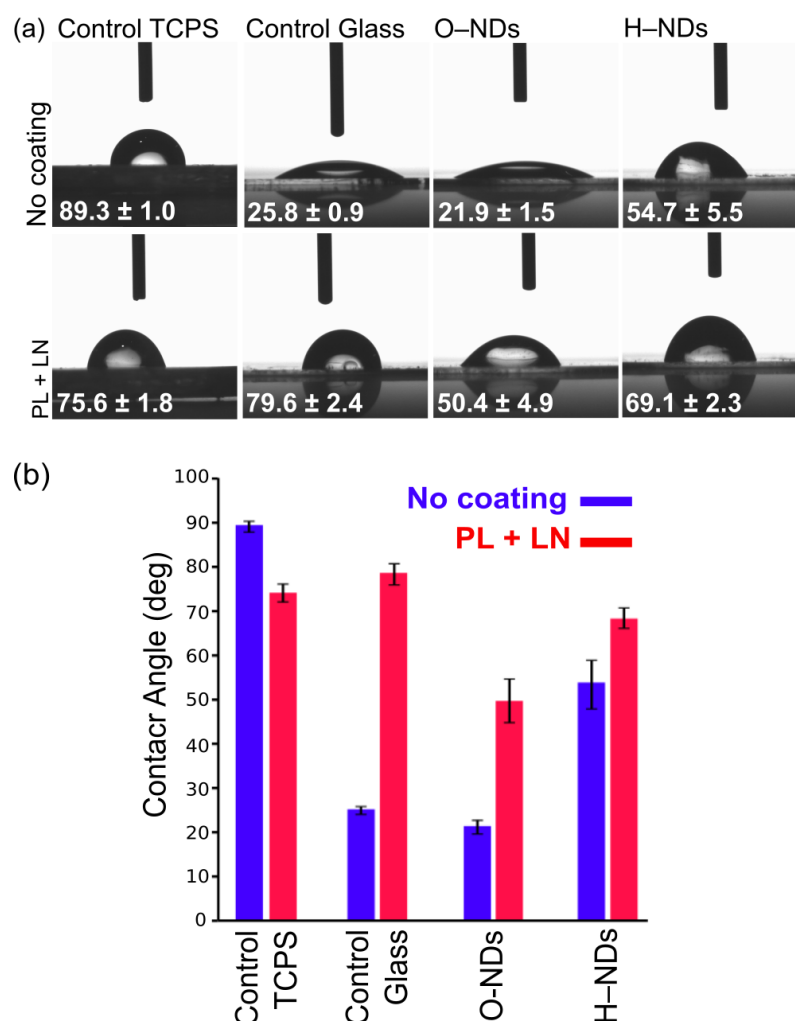 (a) Control TCPS Control Glass O–NDs H–NDs
No coating
89.3 ± 1.0 25.8 ± 0.9 21.9 ± 1.5 54.7 ± 5.5
PL + LN
75.6 ± 1.8 79.6 ± 2.4 50.4 ± 4.9 69.1 ± 2.3
(b)
No coating
PL + LN
Contacr Angle (deg)
100
90
80
70
60
50
40
30
20
10
0
Control
TCPS
Control
Glass
O-NDs
H–NDs